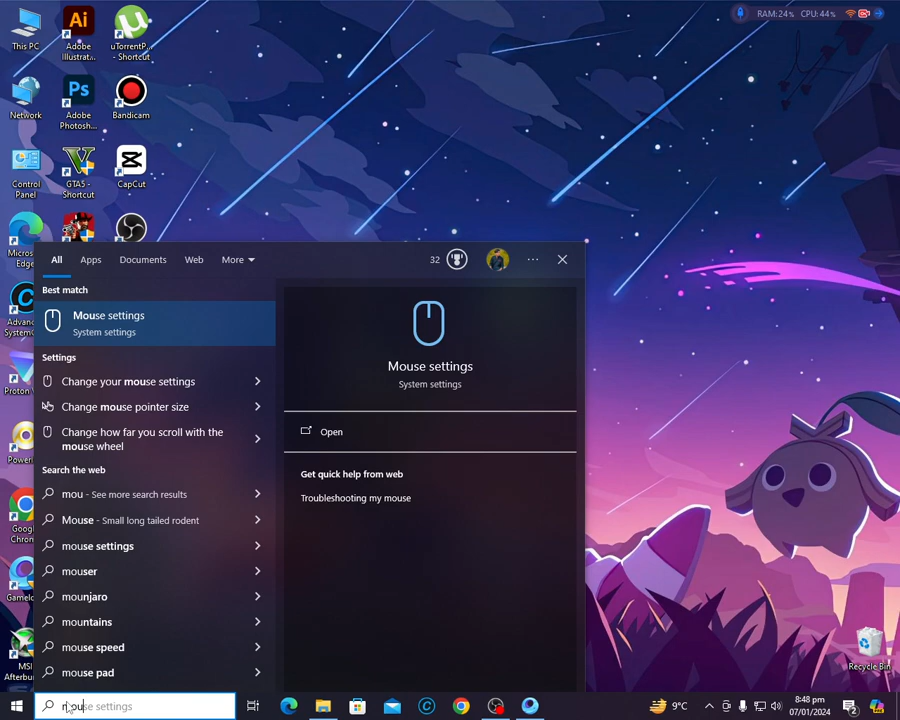 RAM:24% CPU:44%
This PC
Adobe
Illustrat...
uTorrentP...
- Shortcut
Network
Adobe
Photosh...
Bandicam
Control
Panel
GTA5 -
Shortcut
CapCut
Micros...
Edge
Advan...
System...
Proton V
Power
Googl
Chrom
Gamelo
MSI
Afterbu
Recycle Bin
All
Apps
Documents
Web
More
32
Best match
Mouse settings
System settings
Settings
Change your mouse settings
Change mouse pointer size
Change how far you scroll with the
mouse wheel
Search the web
mou - See more search results
Mouse - Small long tailed rodent
mouse settings
mouser
mounjaro
mountains
mouse speed
mouse pad
Mouse settings
System settings
Open
Get quick help from web
Troubleshooting my mouse
mouse settings
9°C
8:48 pm
07/01/2024
2